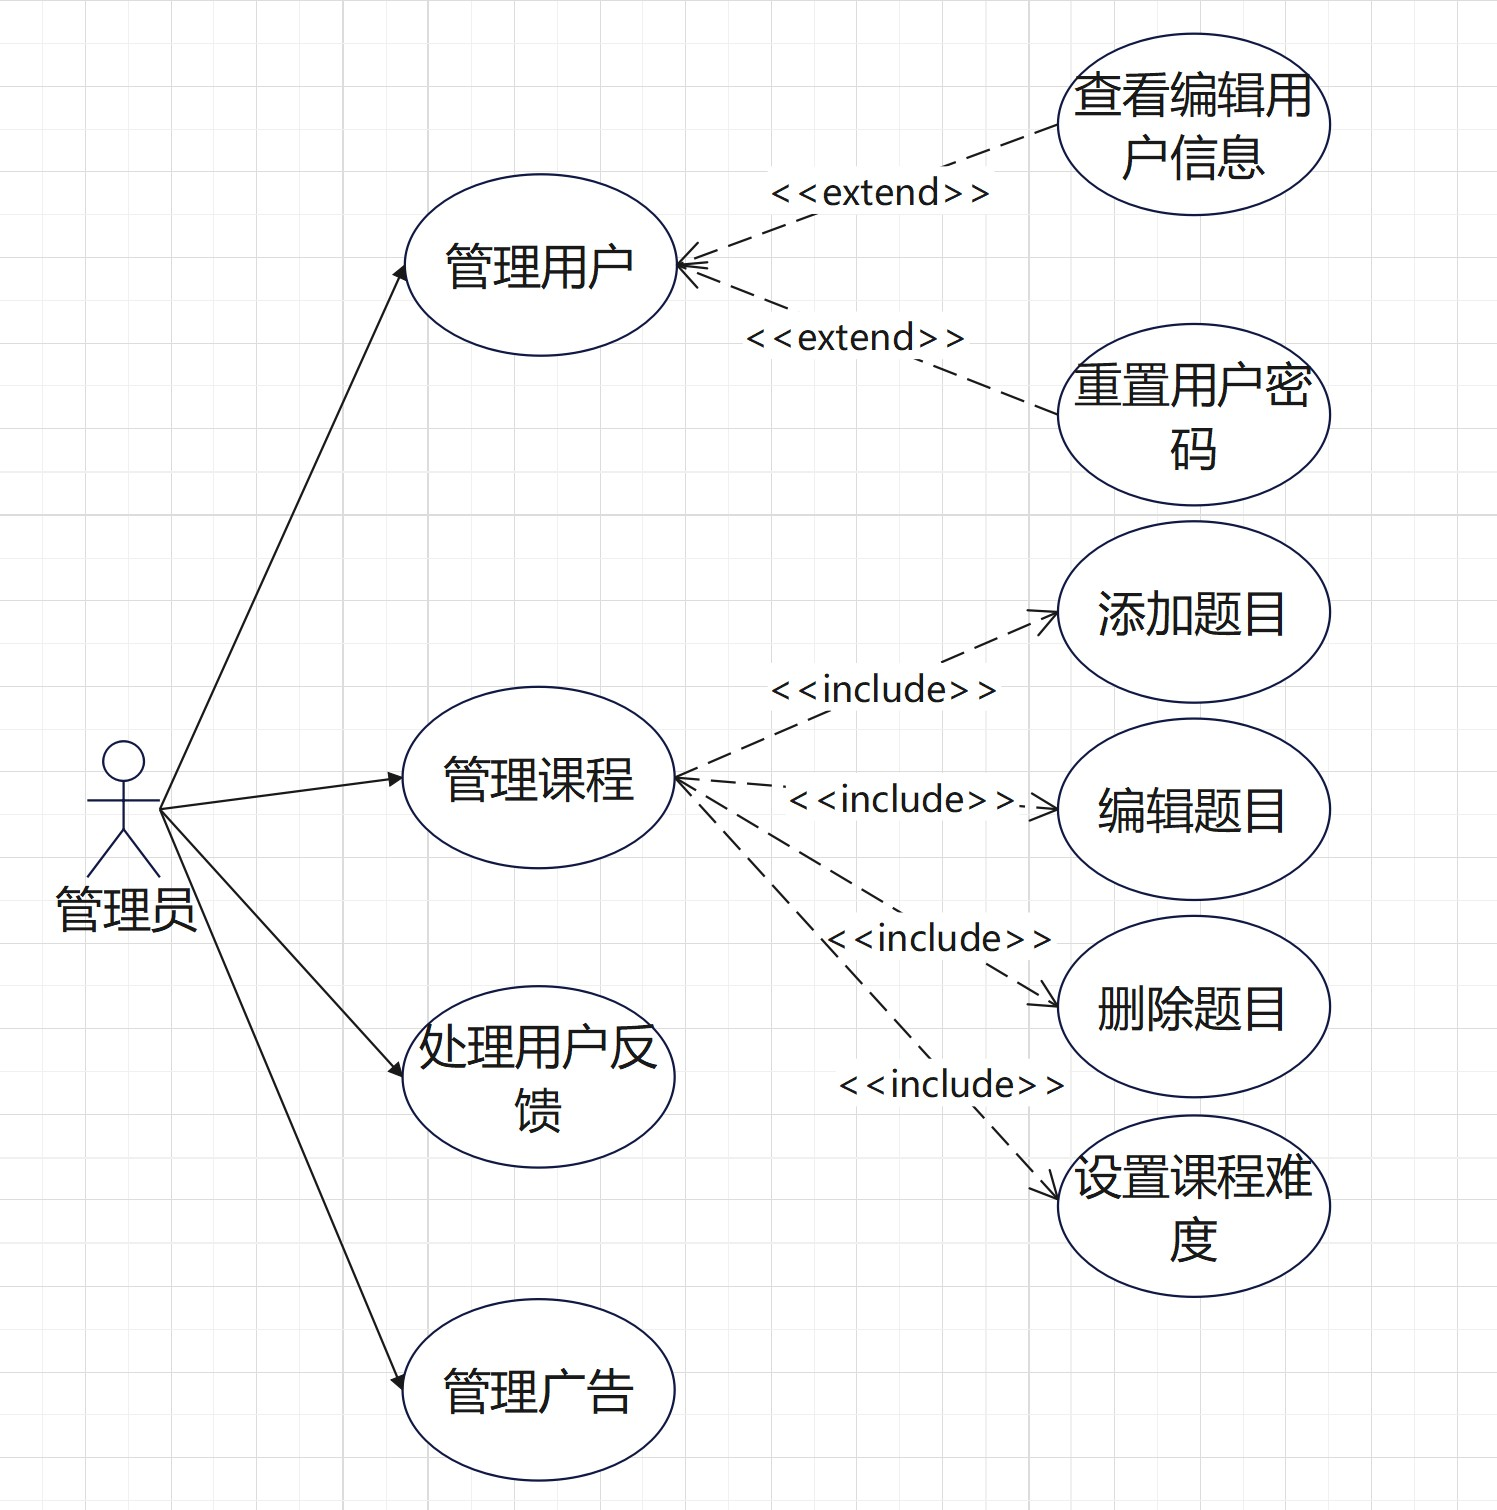 查看编辑用
户信息
<<extend>>
管理用户
<<extend>>
重置用户密
码
添加题目
<<include>>
管理课程
<<include>>
编辑题目
管理员
<<include>>
删除题目
处理用户反
馈
<<include>>
设置课程难
度
管理广告